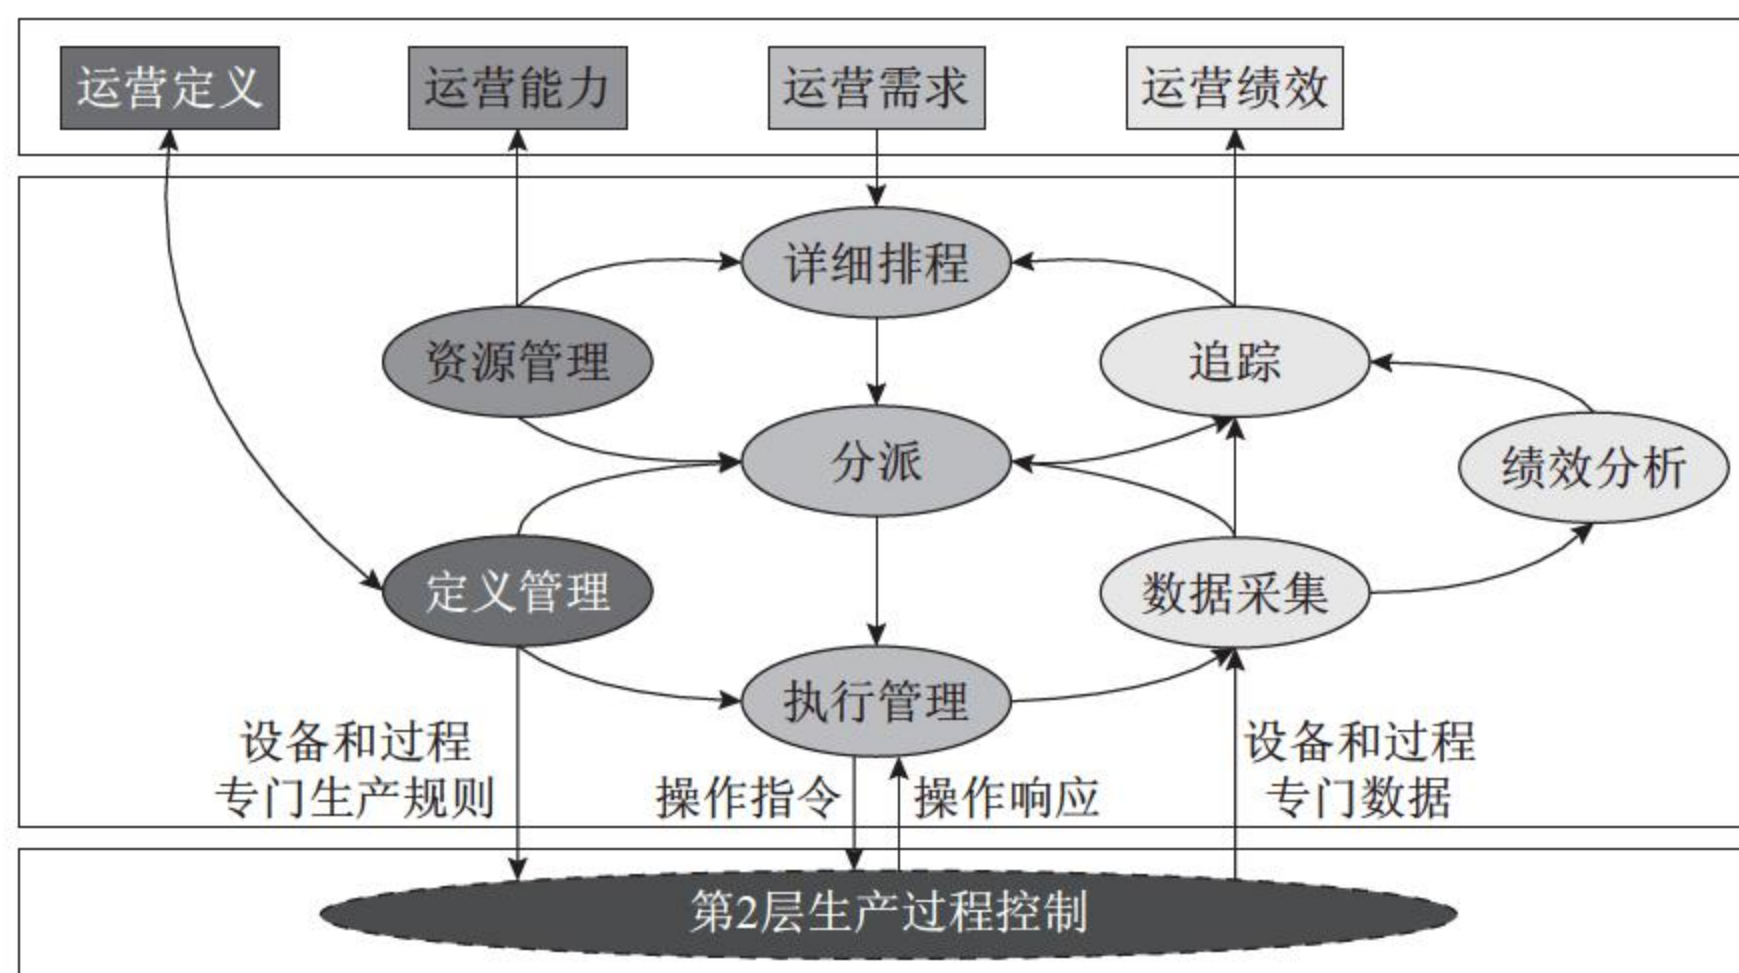 运营定义
运营能力
运营需求
运营绩效
详细排程
资源管理
追踪
分派
绩效分析
定义管理
数据采集
执行管理
设备和过程
专门生产规则
操作指令
操作响应
设备和过程
专门数据
第2层生产过程控制